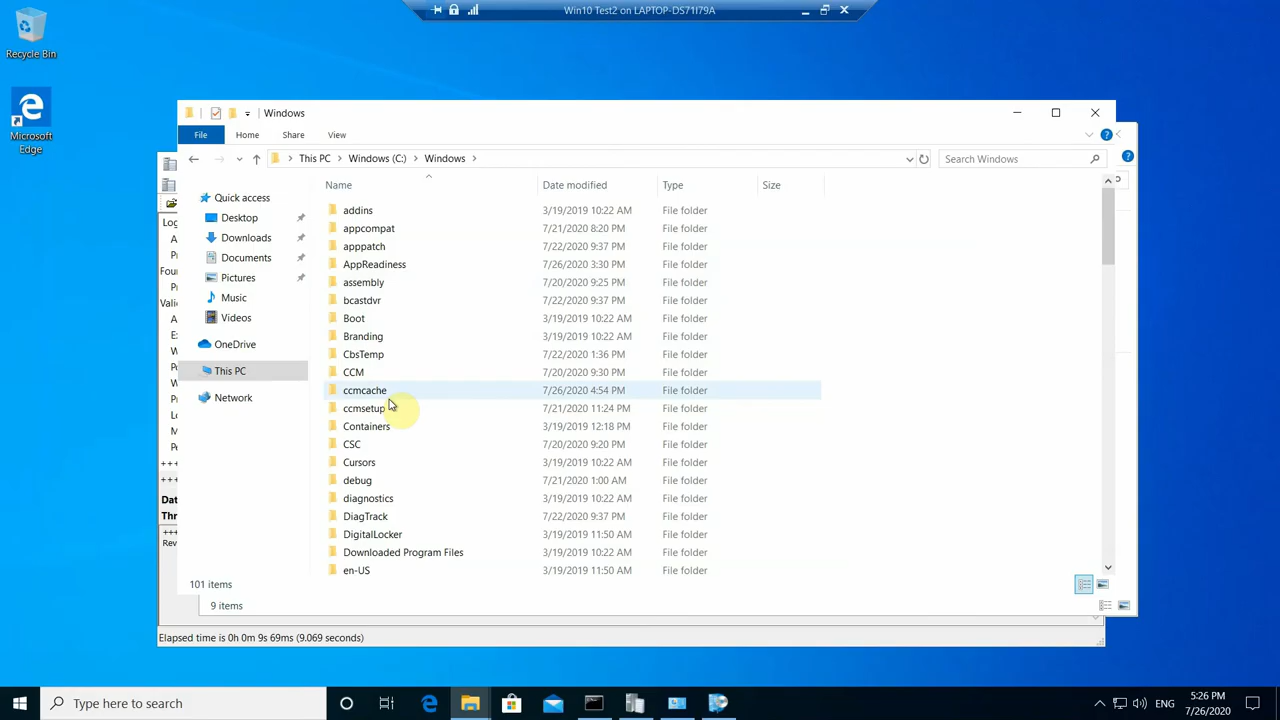 Win10 Test2 on LAPTOP-DS71I79A
Recycle Bin
Microsoft Edge
Windows
File Home Share View
This PC Windows (C:) Windows
Search Windows
Name Date modified Type Size
Quick access
Desktop
Downloads
Documents
Pictures
Music
Videos
OneDrive
This PC
Network
addins 3/19/2019 10:22 AM File folder
appcompat 7/21/2020 8:20 PM File folder
apppatch 7/22/2020 9:37 PM File folder
AppReadiness 7/26/2020 3:30 PM File folder
assembly 7/20/2020 9:25 PM File folder
bcastdvr 7/22/2020 9:37 PM File folder
Boot 3/19/2019 10:22 AM File folder
Branding 3/19/2019 10:22 AM File folder
CbsTemp 7/22/2020 1:36 PM File folder
CCM 7/20/2020 9:30 PM File folder
ccmcache 7/26/2020 4:54 PM File folder
ccmsetup 7/21/2020 11:24 PM File folder
Containers 3/19/2019 12:18 PM File folder
CSC 7/20/2020 9:20 PM File folder
Cursors 3/19/2019 10:22 AM File folder
debug 7/21/2020 1:00 AM File folder
diagnostics 3/19/2019 10:22 AM File folder
DiagTrack 7/22/2020 9:37 PM File folder
DigitalLocker 3/19/2019 11:50 AM File folder
Downloaded Program Files 3/19/2019 10:22 AM File folder
en-US 3/19/2019 11:50 AM File folder
101 items
9 items
Log
A
Pr
Four
Pr
Valid
A
E
W
Pr
W
M
Lo
M
Pe
+++
+++
Dat
Thr
+++
Rev
Elapsed time is 0h 0m 9s 69ms (9.069 seconds)
Type here to search
ENG
5:26 PM
7/26/2020